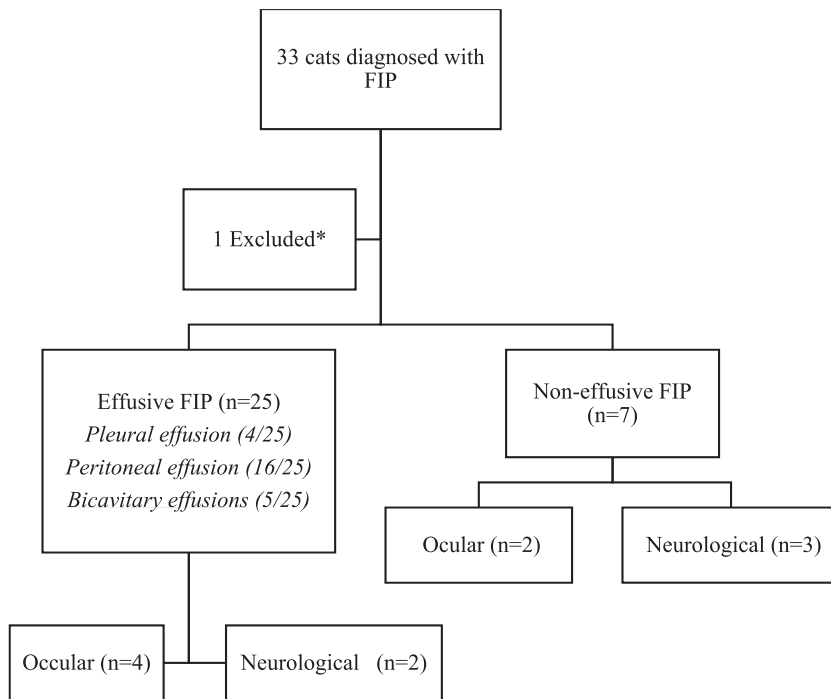 33 cats diagnosed with
FIP
1 Excluded*
Effusive FIP (n=25)
Pleural effusion (4/25)
Peritoneal effusion (16/25)
Bicavitary effusions (5/25)
Non-effusive FIP
(n=7)
Ocular (n=2)
Neurological (n=3)
Occular (n=4)
Neurological (n=2)